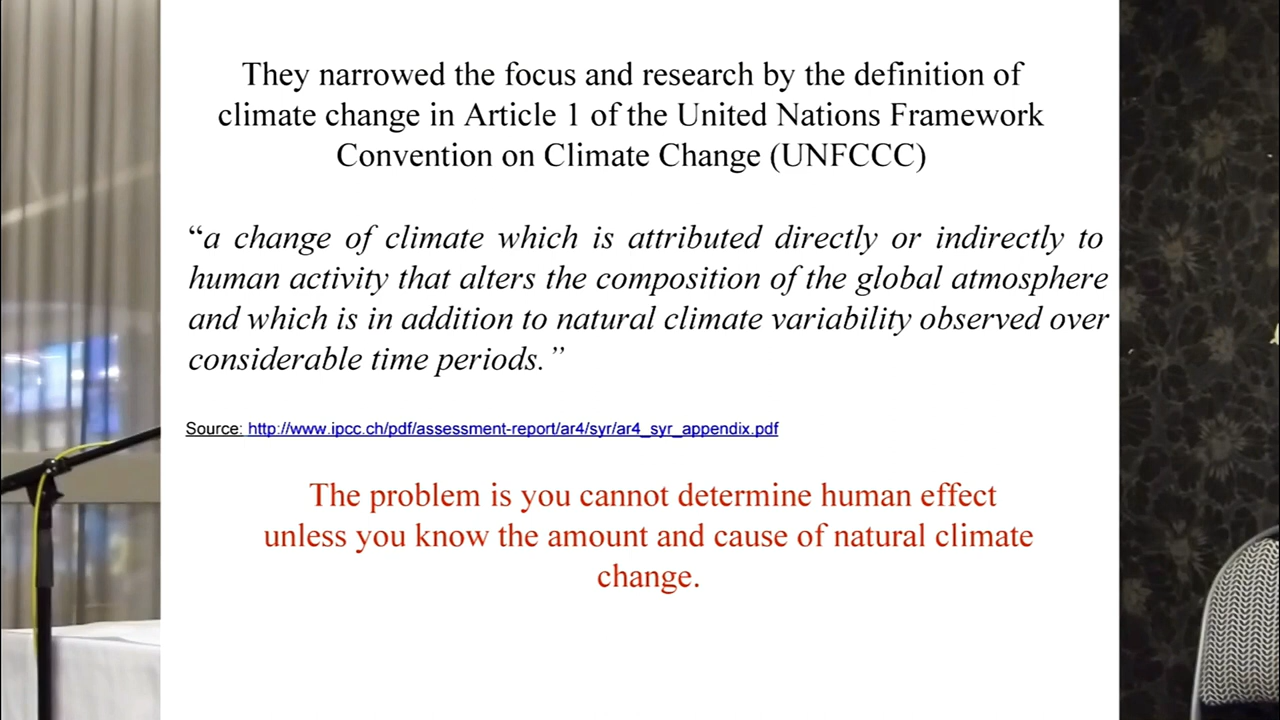 They narrowed the focus and research by the definition of
climate change in Article 1 of the United Nations Framework
Convention on Climate Change (UNFCCC)
“a change of climate which is attributed directly or indirectly to
human activity that alters the composition of the global atmosphere
and which is in addition to natural climate variability observed over
considerable time periods.”
Source: http://www.ipcc.ch/pdf/assessment-report/ar4/syr/ar4_syr_appendix.pdf
The problem is you cannot determine human effect
unless you know the amount and cause of natural climate
change.